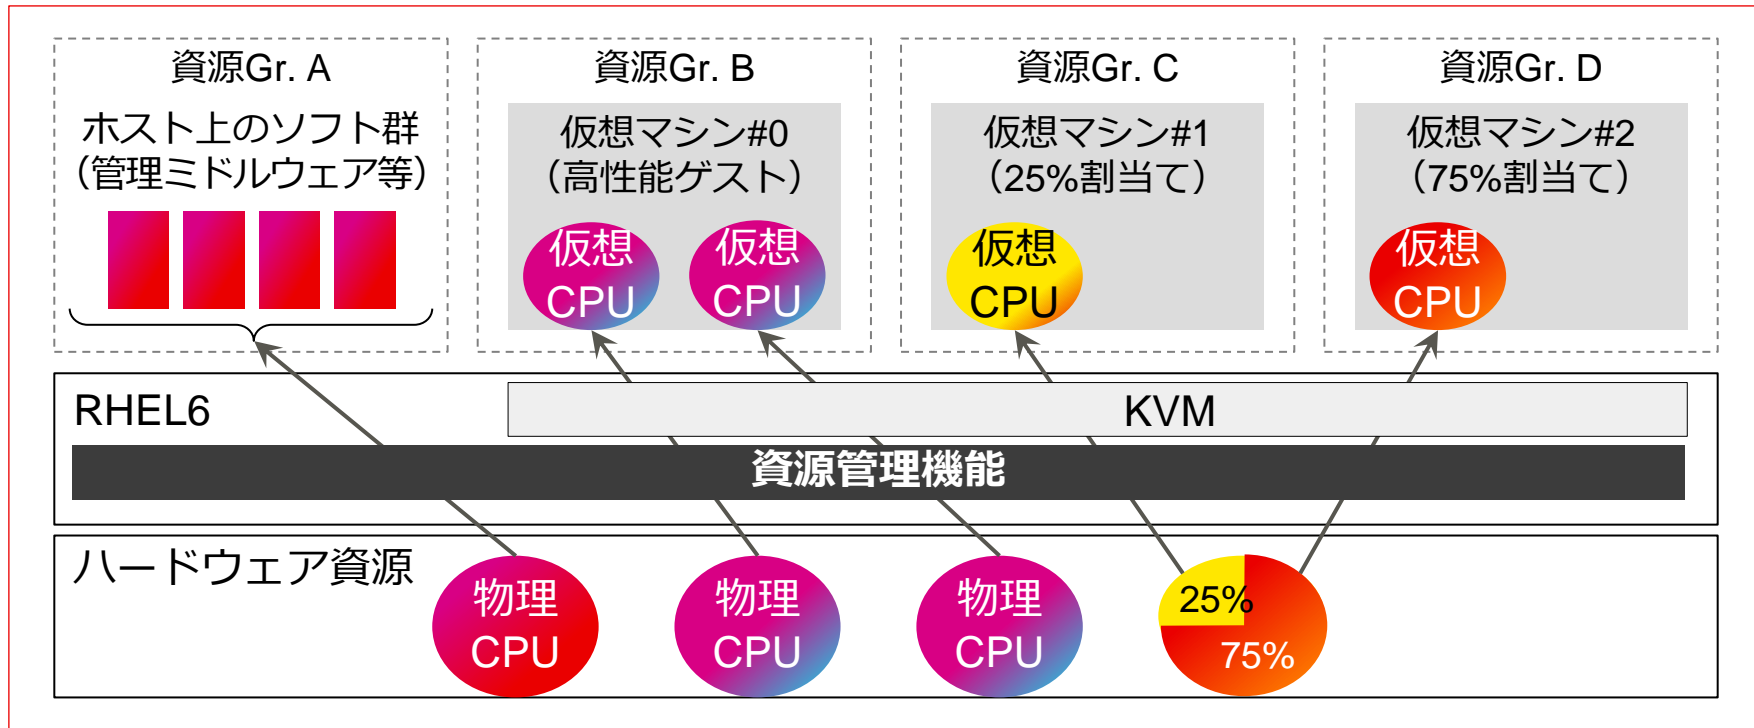 資源Gr. A
ホスト上のソフト群
（管理ミドルウェア等）
資源Gr. B
仮想マシン#0
（高性能ゲスト）
仮想
CPU
仮想
CPU
資源Gr. C
仮想マシン#1
（25%割当て）
仮想
CPU
資源Gr. D
仮想マシン#2
（75%割当て）
仮想
CPU
RHEL6
KVM
資源管理機能
ハードウェア資源
物理
CPU
物理
CPU
物理
CPU
25%
75%